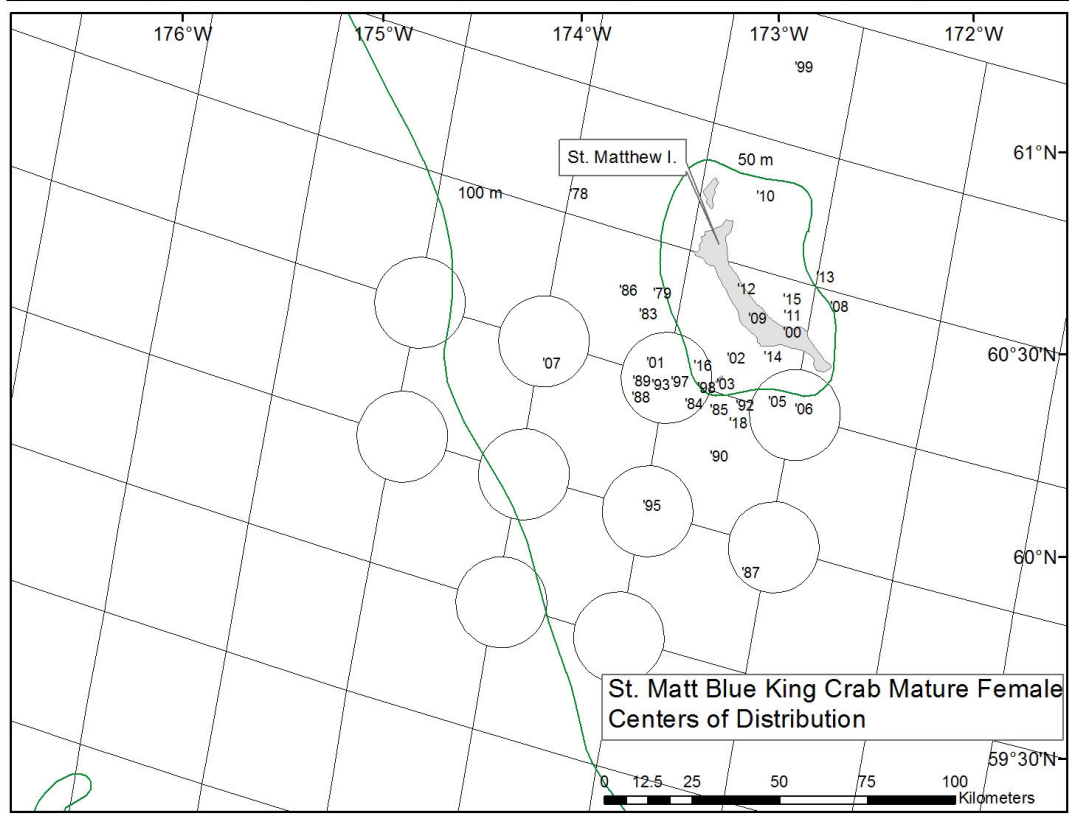 176°W
175°W
174°W
173°W
172°W
'99
61°N
St. Matthew I.
50 m
100 m
'78
'10
'13
'86
'79
'12
'15
'08
'83
'09
'11
'00
60°30'N
'07
'01
'16
'02
'14
'89
'93
'97
'98
'03
'88
'84
'85
'92
'05
'06
'18
'90
'95
60°N
'87
St. Matt Blue King Crab Mature Female
Centers of Distribution
59°30'N
0 12.5 25 50 75 100
Kilometers